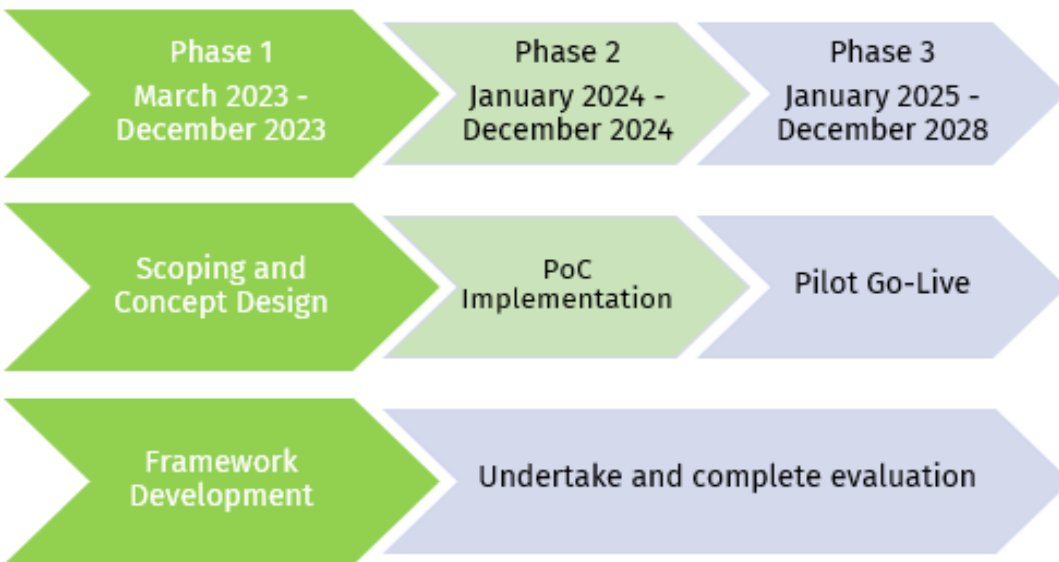 Phase 1
March 2023 -
December 2023
Phase 2
January 2024 -
December 2024
Phase 3
January 2025 -
December 2028
Scoping and
Concept Design
PoC
Implementation
Pilot Go-Live
Framework
Development
Undertake and complete evaluation